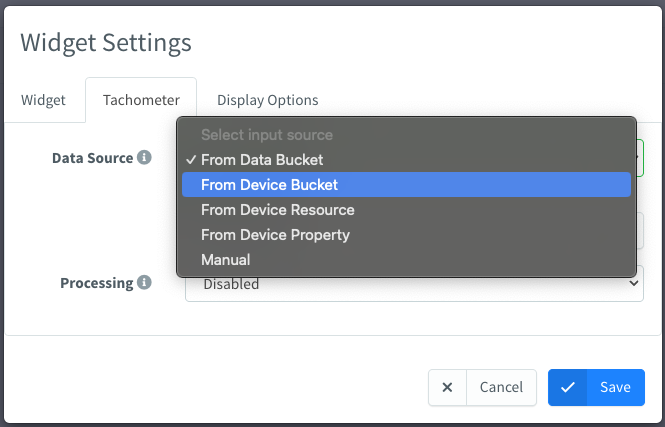 Widget Settings
Widget Tachometer Display Options
Select input source
Data Source
✓ From Data Bucket
From Device Bucket
From Device Resource
From Device Property
Manual
Processing
Disabled
Cancel Save